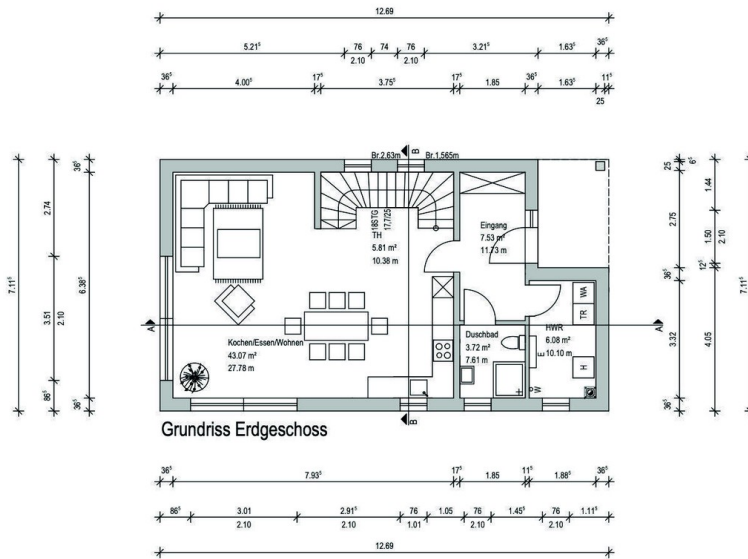 12.69
5.21⁵ 76 74 76 3.21⁵ 1.63⁵ 36⁵
2.10 2.10
36⁵ 4.00⁵ 17⁵ 3.75⁵ 17⁵ 1.85 36⁵ 1.63⁵ 11⁵
25
Br.2,63m B Br.1,565m
7.11⁵
2.74
3.51
2.10
86⁵
36⁵
6.38⁵
36⁵
18STG
17,7/25
TH
5.81 m²
10.38 m
Eingang
7.53 m²
11.73 m
WA
TR
A
Kochen/Essen/Wohnen
43.07 m²
27.78 m
Duschbad
3.72 m²
7.61 m
HWR
6.08 m²
10.10 m
E
W
H
A
B
25
2.75
36⁵
3.32
36⁵
6⁵
1.44
1.50
2.10
12⁵
4.05
7.11⁵
Grundriss Erdgeschoss
36⁵ 7.93⁵ 17⁵ 1.85 11⁵ 1.88⁵ 36⁵
86⁵ 3.01 2.91⁵ 76 1.05 76 1.45⁵ 76 1.11⁵
2.10 2.10 1.01 2.10 2.10
12.69